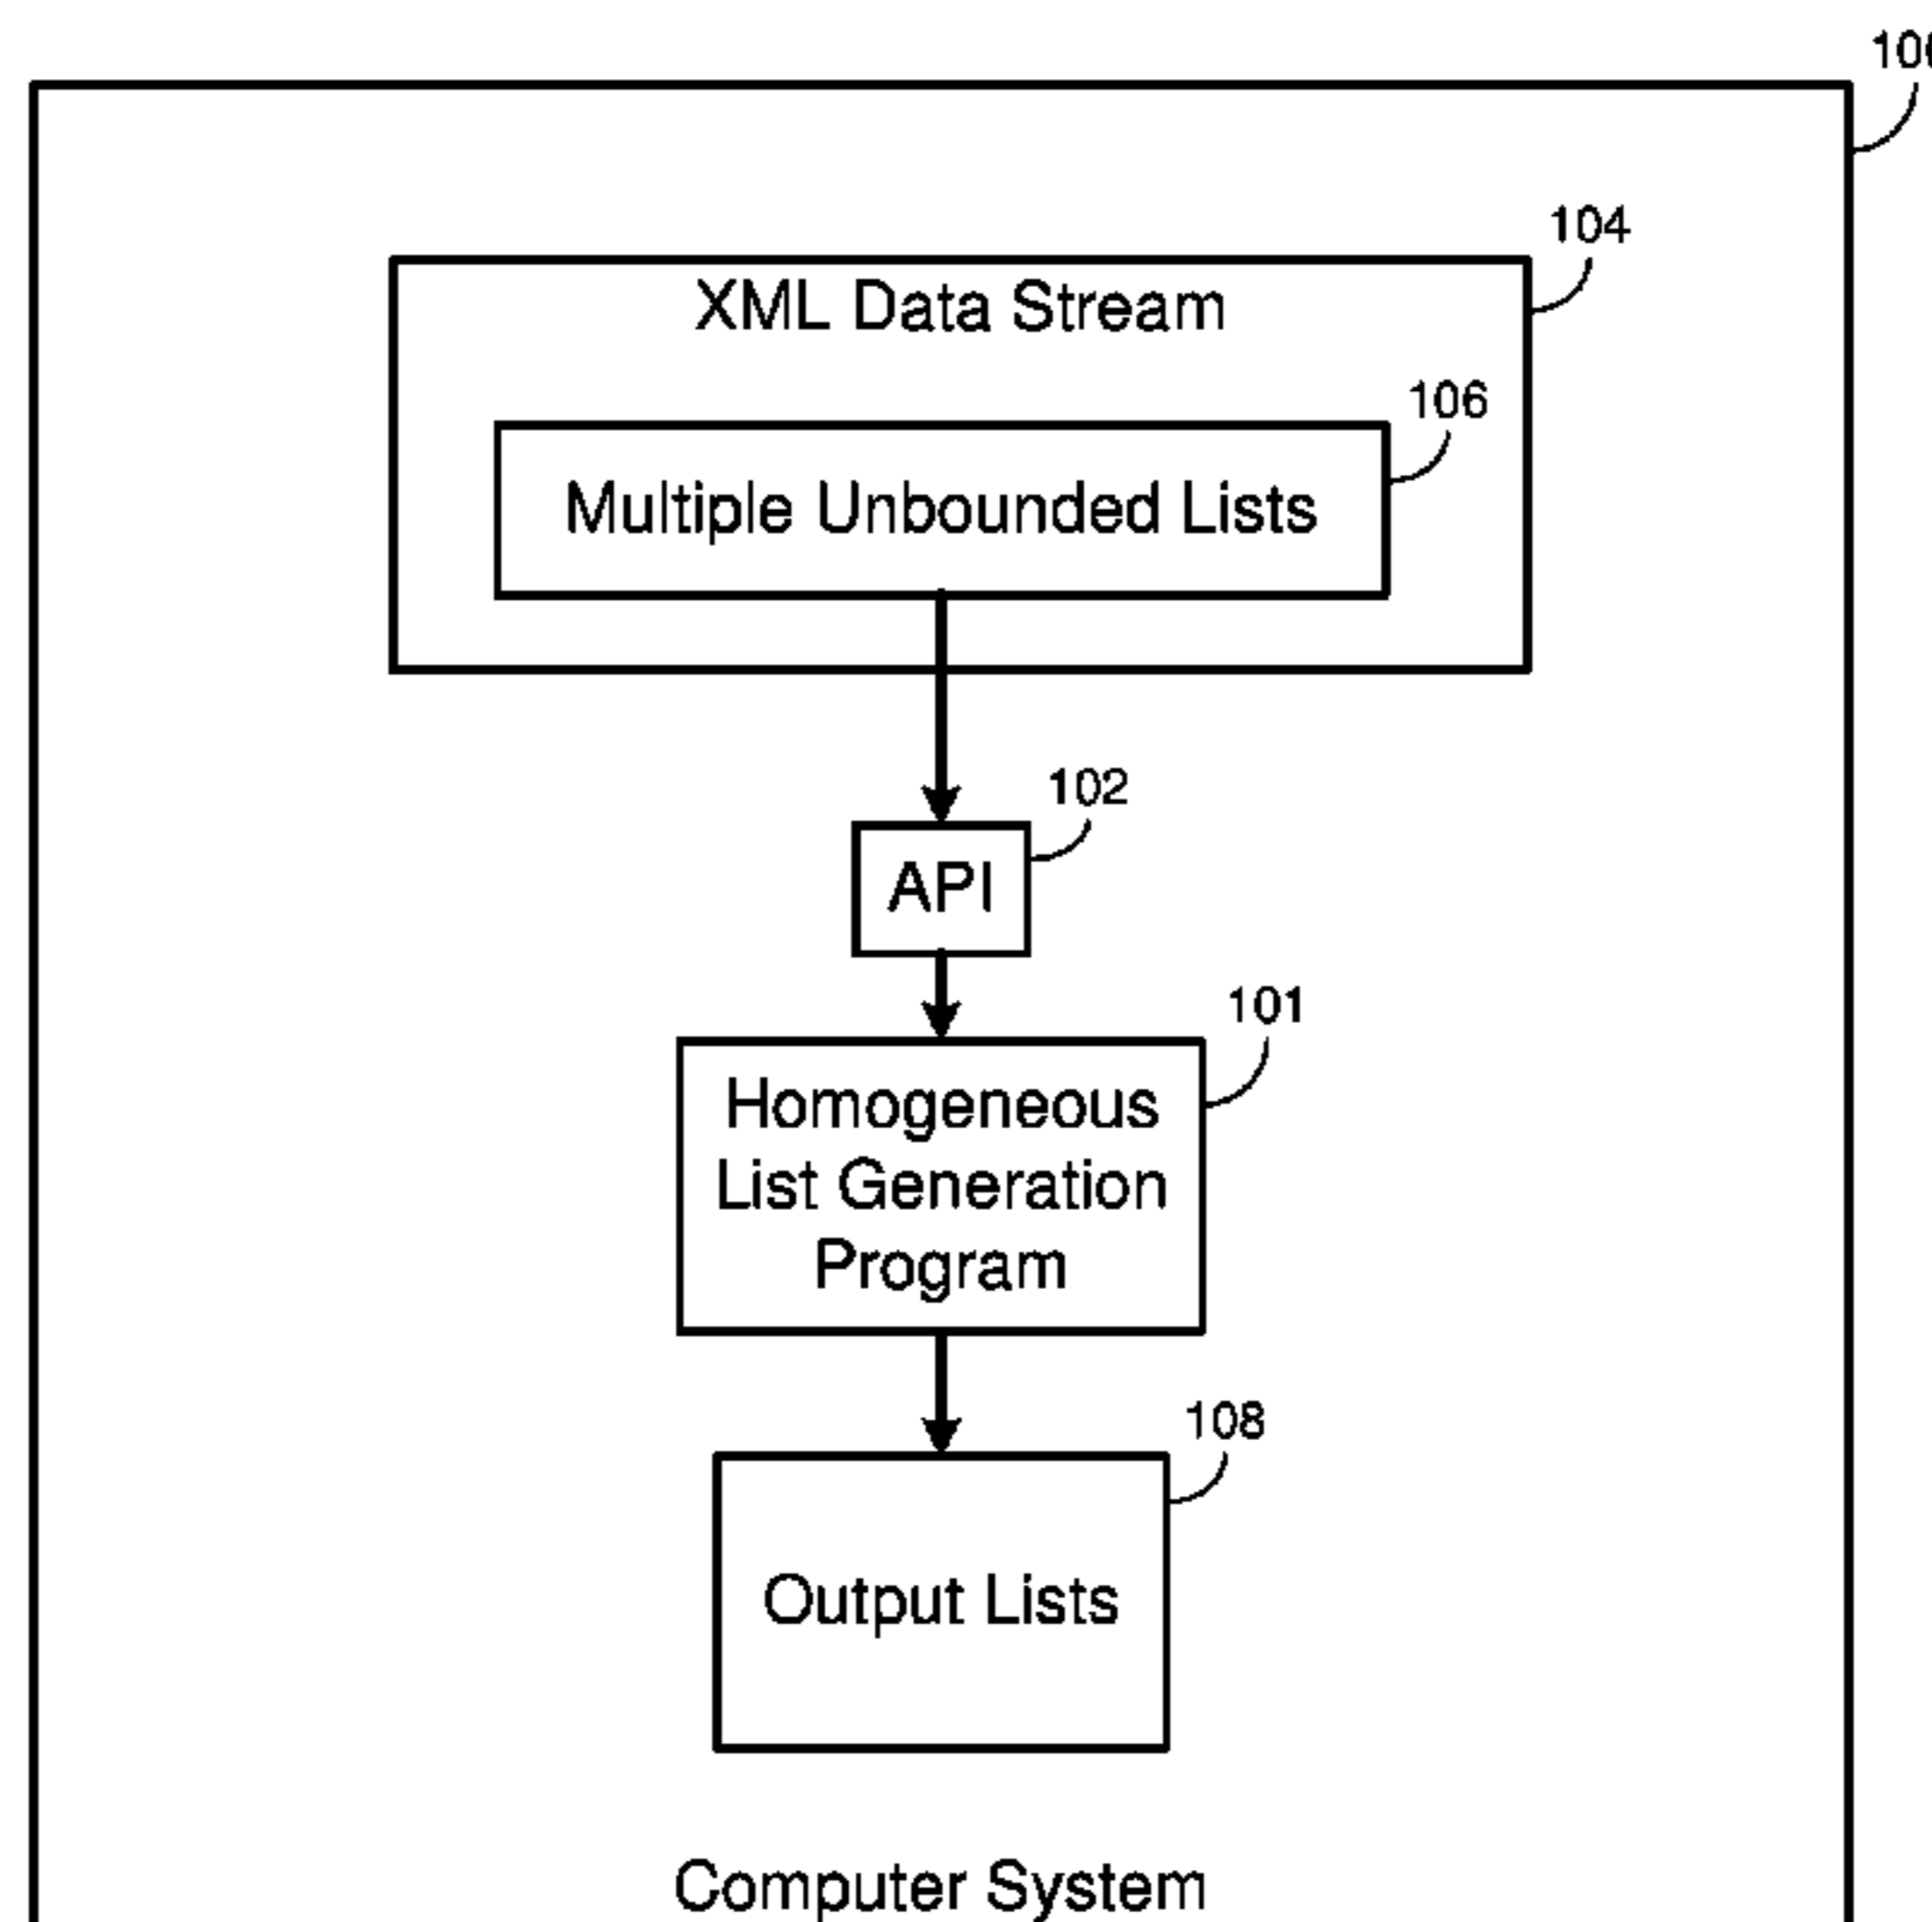 104
XML Data Stream
106
Multiple Unbounded Lists
102
API
101
Homogeneous
List Generation
Program
108
Output Lists
Computer System